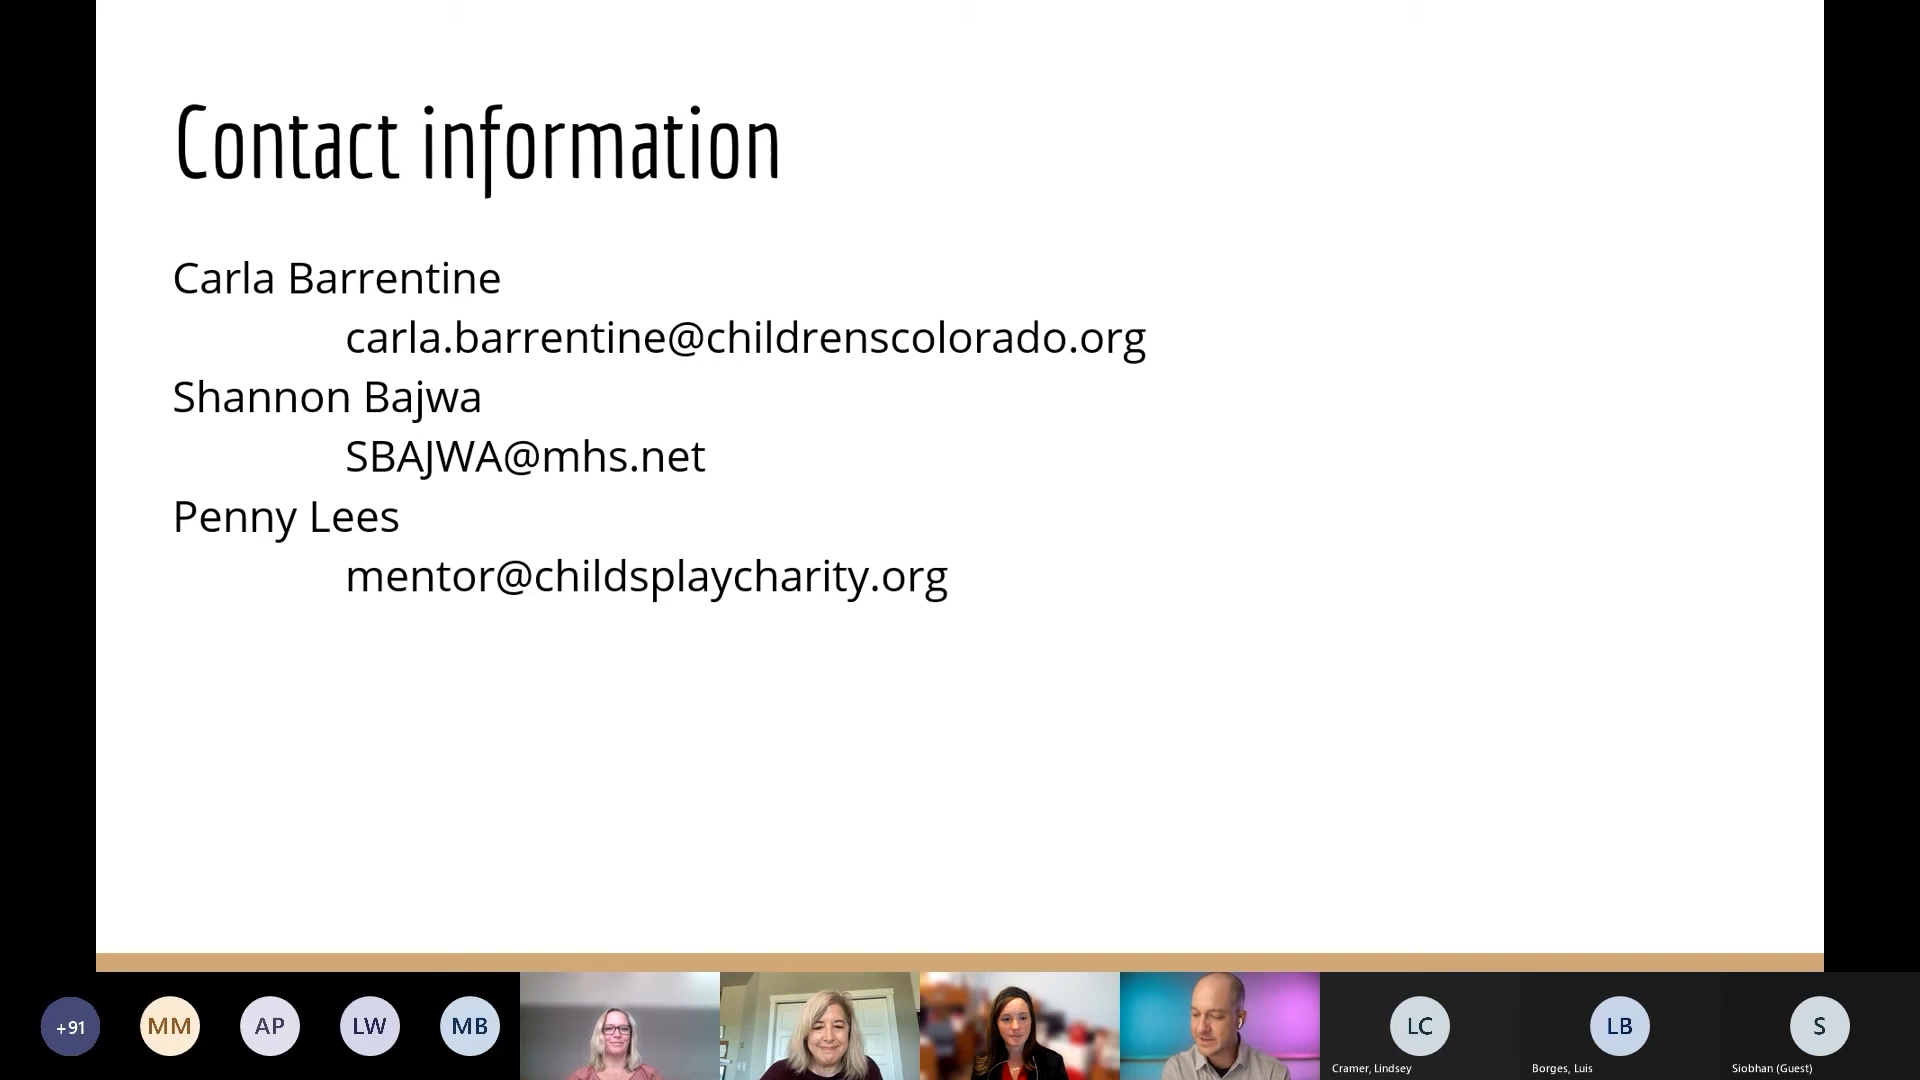 Contact information
Carla Barrentine
carla.barrentine@childrenscolorado.org
Shannon Bajwa
SBAJWA@mhs.net
Penny Lees
mentor@childsplaycharity.org
+91
MM
AP
LW
MB
LC
LB
S
Cramer, Lindsey
Borges, Luis
Siobhan (Guest)